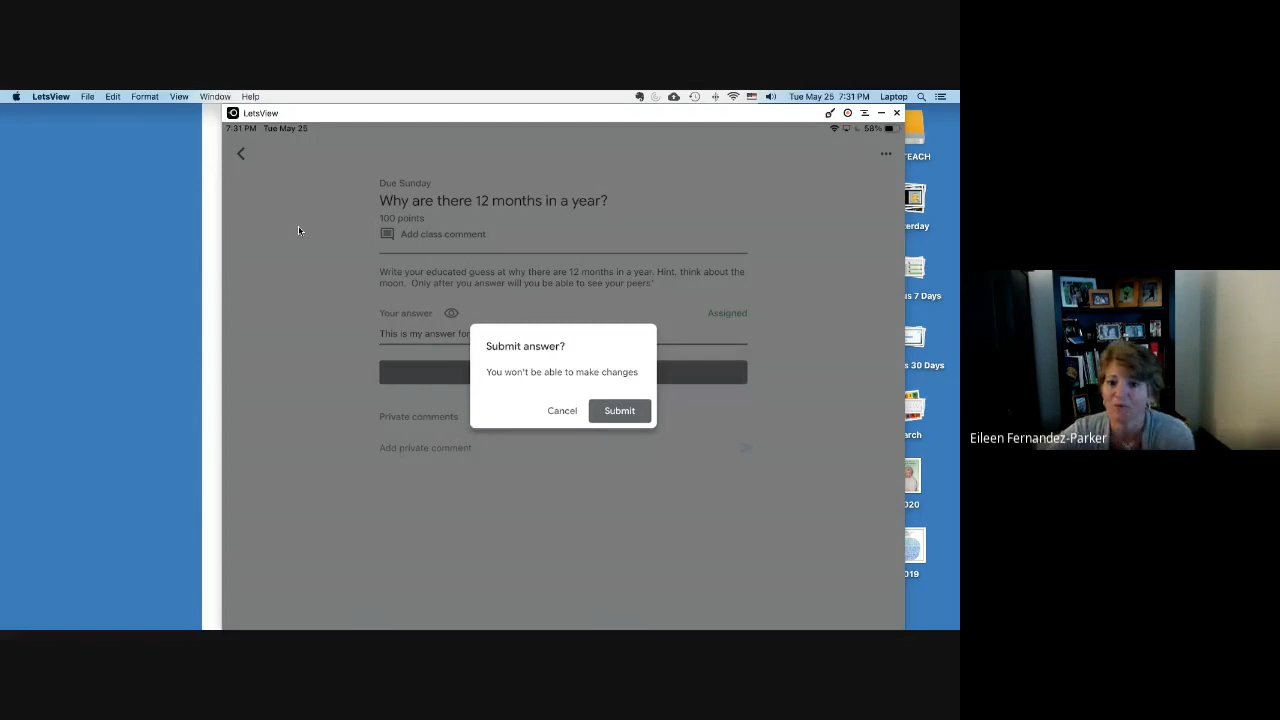 LetsView File Edit Format View Window Help Tue May 25 7:31 PM Laptop
LetsView
7:31 PM Tue May 25 58%
Due Sunday
Why are there 12 months in a year?
100 points
Add class comment
Write your educated guess at why there are 12 months in a year. Hint, think about the
moon. Only after you answer will you be able to see your peers'
Your answer Assigned
This is my answer for
Submit answer?
You won't be able to make changes
Cancel Submit
Private comments
Add private comment
TEACH
terday
us 7 Days
s 30 Days
arch
020
019
Eileen Fernandez-Parker